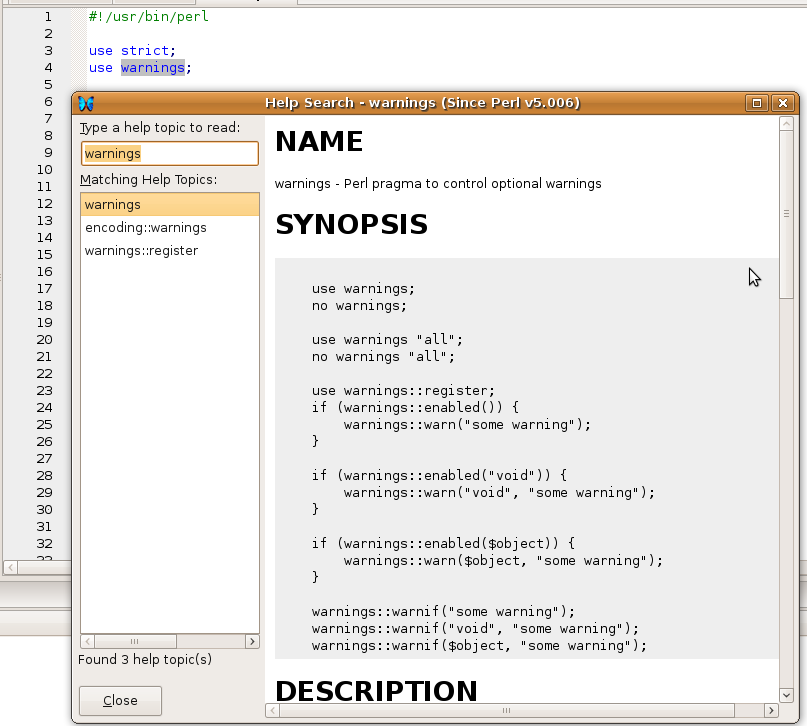 1 #!/usr/bin/perl
2
3 use strict;
4 use warnings;
5
6
7
8
9
10
11
12
13
14
15
16
17
18
19
20
21
22
23
24
25
26
27
28
29
30
31
32
Help Search - warnings (Since Perl v5.006)
Type a help topic to read:
warnings
Matching Help Topics:
warnings
encoding::warnings
warnings::register
Found 3 help topic(s)
Close
NAME
warnings - Perl pragma to control optional warnings
SYNOPSIS
use warnings;
no warnings;
use warnings "all";
no warnings "all";
use warnings::register;
if (warnings::enabled()) {
warnings::warn("some warning");
}
if (warnings::enabled("void")) {
warnings::warn("void", "some warning");
}
if (warnings::enabled($object)) {
warnings::warn($object, "some warning");
}
warnings::warnif("some warning");
warnings::warnif("void", "some warning");
warnings::warnif($object, "some warning");
DESCRIPTION